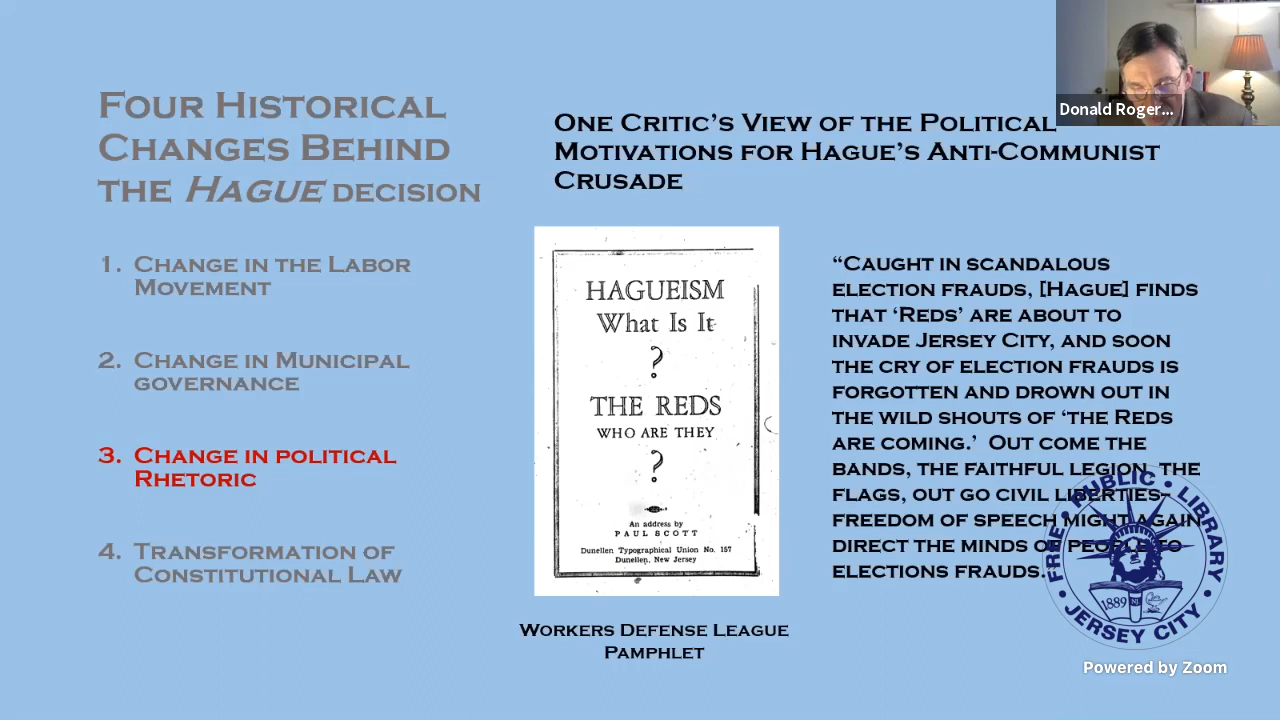 Four Historical
Changes Behind
the Hague decision
1. Change in the Labor
Movement
2. Change in Municipal
governance
3. Change in political
Rhetoric
4. Transformation of
Constitutional Law
One Critic’s View of the Political
Motivations for Hague’s Anti-Communist
Crusade
HAGUEISM
What Is It
?
THE REDS
WHO ARE THEY
?
An address by
PAUL SCOTT
Dunellen Typographical Union No. 157
Dunellen, New Jersey
Workers Defense League
Pamphlet
“Caught in scandalous
election frauds, [Hague] finds
that ‘Reds’ are about to
invade Jersey City, and soon
the cry of election frauds is
forgotten and drown out in
the wild shouts of ‘the Reds
are coming.’ Out come the
bands, the faithful legion, the
flags, out go civil liberties–
freedom of speech might again
direct the minds of people to
elections frauds.”
Donald Roger...
FREE • PUBLIC • LIBRARY
1889 NJ
• JERSEY CITY •
Powered by Zoom